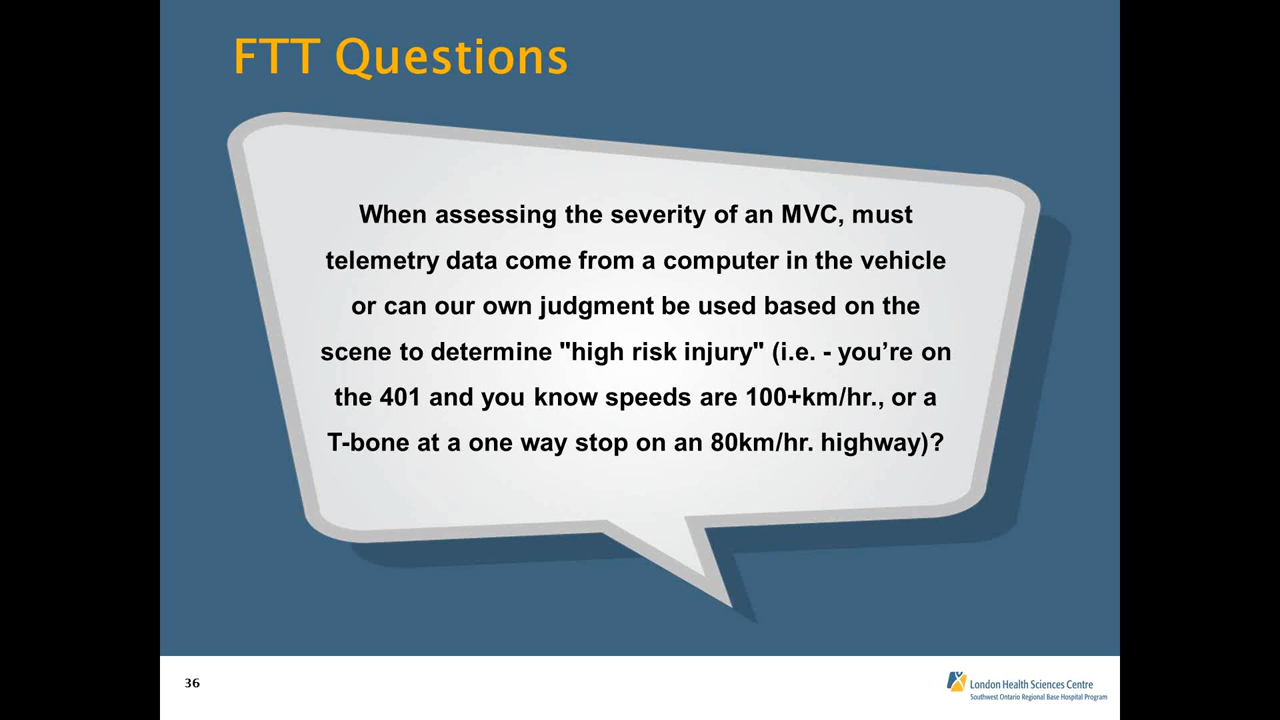 FTT Questions
When assessing the severity of an MVC, must
telemetry data come from a computer in the vehicle
or can our own judgment be used based on the
scene to determine "high risk injury" (i.e. - you’re on
the 401 and you know speeds are 100+km/hr., or a
T-bone at a one way stop on an 80km/hr. highway)?
36
London Health Sciences Centre
Southwest Ontario Regional Base Hospital Program